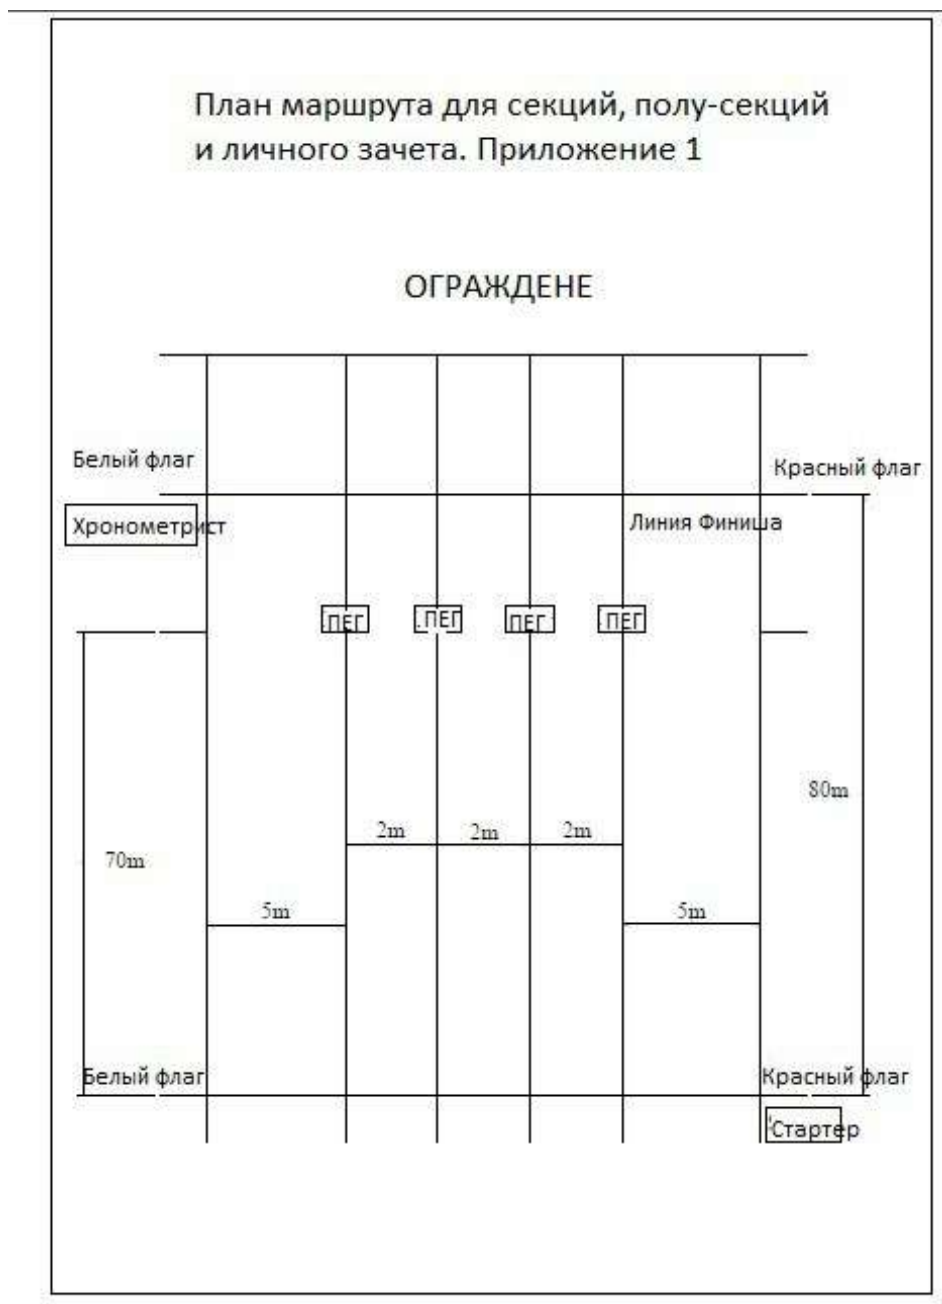 План маршрута для секций, полу-секций
и личного зачета. Приложение 1
ОГРАЖДЕНЕ
Белый флаг
Красный флаг
Хронометрист
Линия Финиша
.ПЕГ
.ПЕГ
ПЕГ
.ПЕГ
80m
2m
2m
2m
70m
5m
5m
Белый флаг
Красный флаг
Стартер